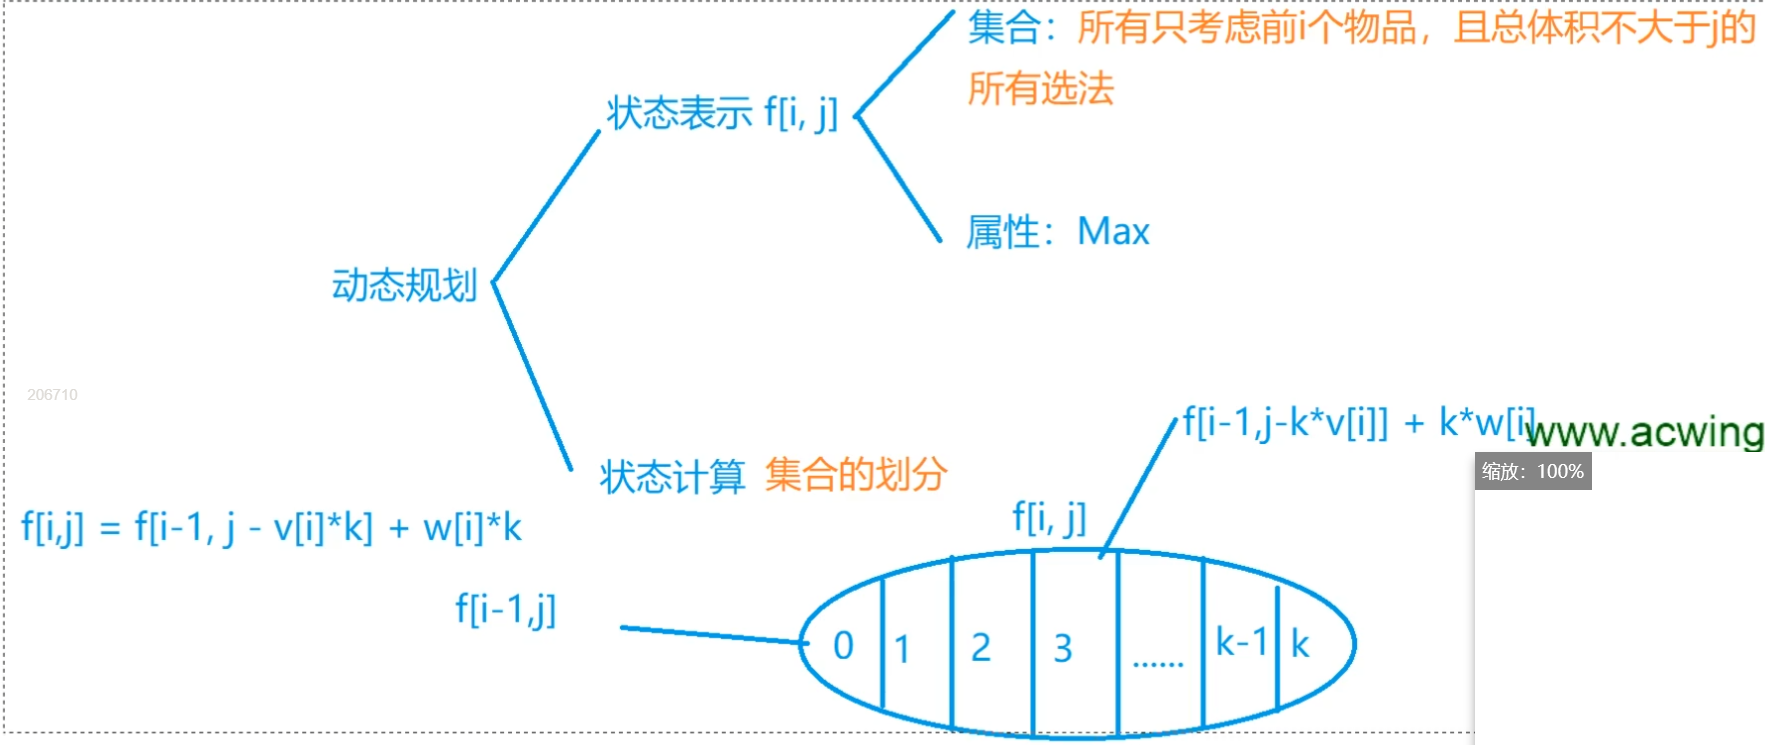 集合：所有只考虑前i个物品，且总体积不大于j的
所有选法
状态表示 f[i, j]
属性：Max
动态规划
206710
f[i-1,j-k*v[i]] + k*w[i]
www.acwing
缩放：100%
状态计算 集合的划分
f[i, j]
f[i,j] = f[i-1, j - v[i]*k] + w[i]*k
f[i-1,j]
0 1 2 3 ...... k-1 k